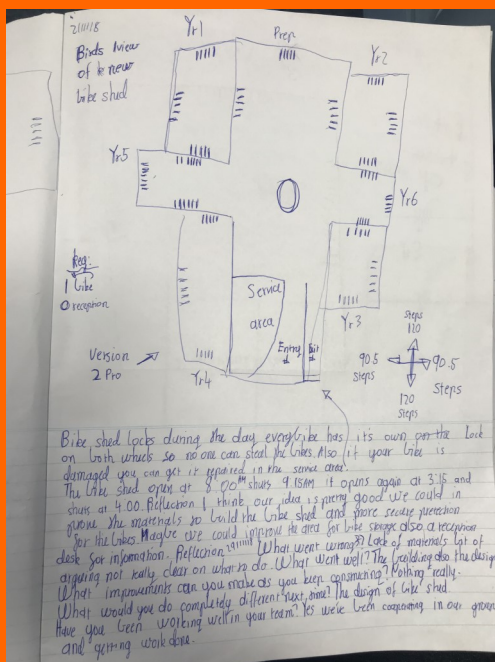 2/11/18
Birds View
of new
bike shed
Yr1
Prep
Yr2
Yr5
Yr6
Key:
| bike
O reception
Service
area
Entry
Exit
Yr3
Version
2 Pro
Yr4
Steps
120
90.5
Steps
90.5
Steps
120
Steps
Bike shed locks during the day every bike has its own on the lock
on both wheels so no one can steal the bikes. Also if your bike is
damaged you can get it repaired in the service area.
The bike shed open at 8:00 AM shuts 9.15AM it opens again at 3:15 and
shuts at 4.00. Reflection I think our idea is pretty good we could im
prove the materials to build the bike shed and more secure protection
for the bikes. Maybe we could improve the area for bike storage also a reception
desk for information. Reflection 29/11/18 What went wrong? Lack of materials lot of
arguing not really clear on what to do. What went well? The building also the design
What improvements can you make as you keep constructing? Nothing really.
What would you do completely different next time? The design of bike shed
Have you been working well in your team? Yes we've been cooperating in our group
and getting work done.